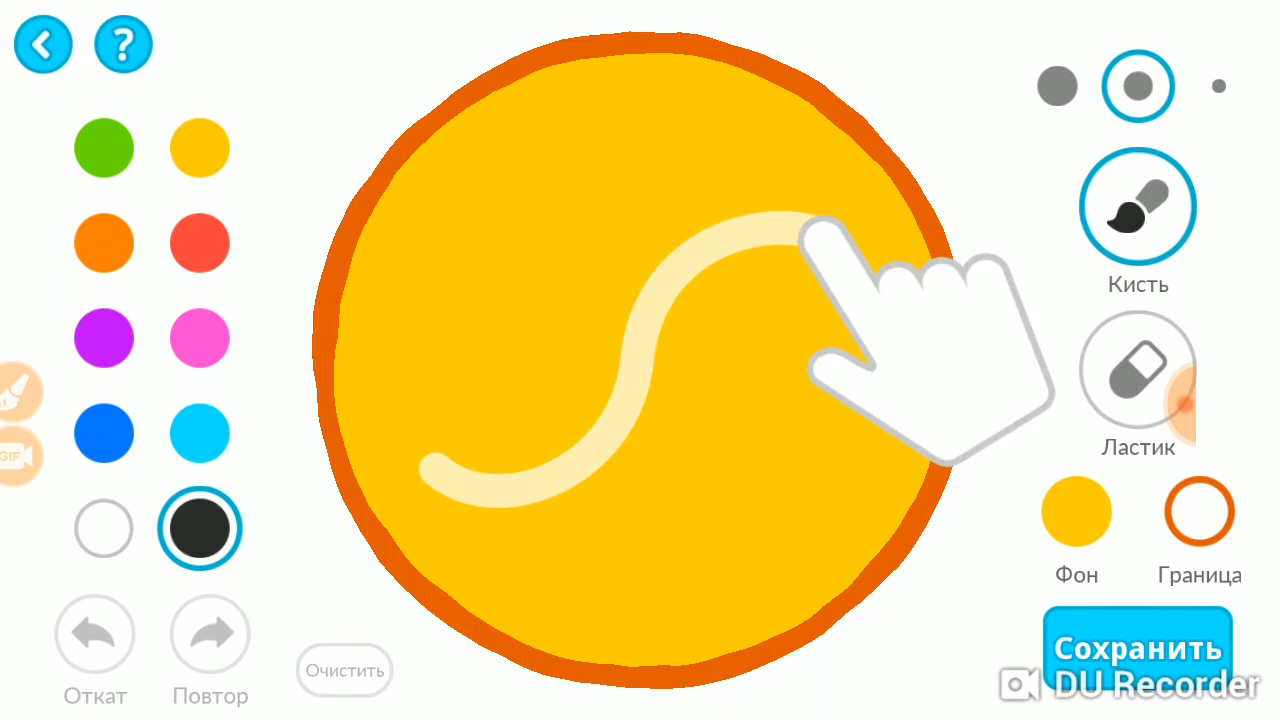 ?
Кисть
Ластик
GIF
Фон
Граница
Сохранить
Откат
Повтор
Очистить
DU Recorder